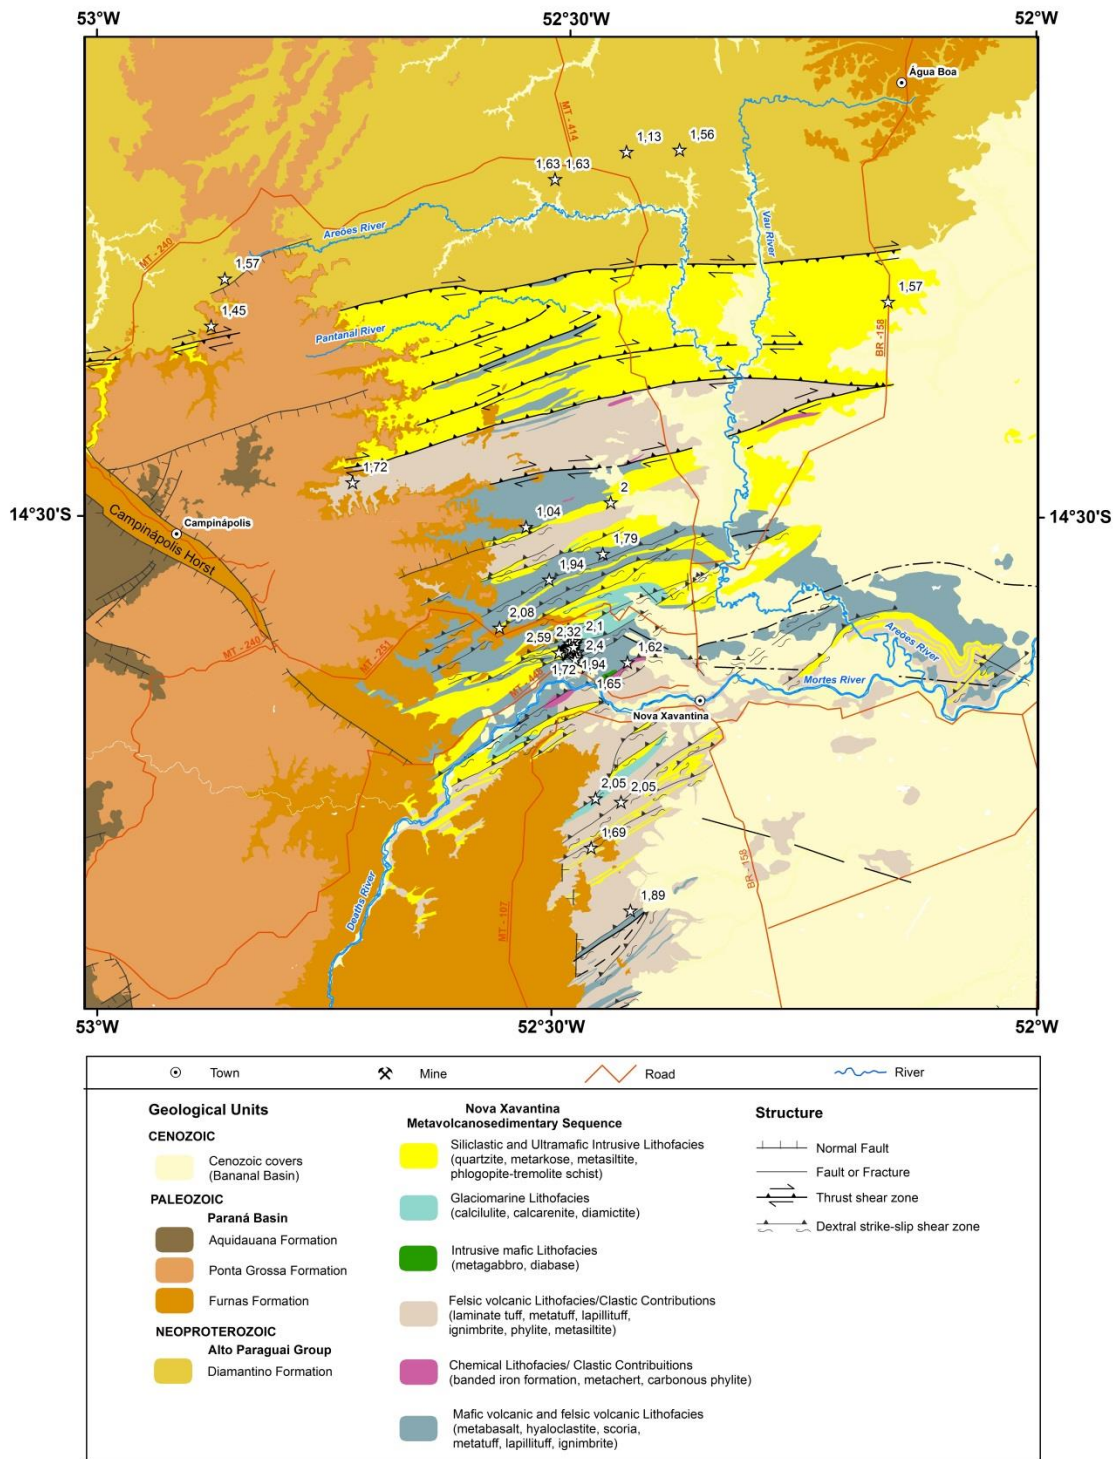 53°W
52°30'W
52°W
Água Boa
MT - 414
1,13
1,56
1,63
1,63
Areões River
Vau River
MT - 240
1,57
1,45
1,57
Pantanal River
BR -158
1,72
2
14°30'S
14°30'S
1,04
Campinápolis
Campinápolis Horst
1,79
1,94
2,08
2,59
2,32
2,1
2,4
1,62
1,72
1,94
1,65
MT - 251
MT - 240
Areões River
Mortes River
Nova Xavantina
2,05
2,05
1,69
BR - 158
Deaths River
MT - 107
1,89
53°W
52°30'W
52°W
Town
Mine
Road
River
Geological Units
CENOZOIC
Cenozoic covers
(Bananal Basin)
PALEOZOIC
Paraná Basin
Aquidauana Formation
Ponta Grossa Formation
Furnas Formation
NEOPROTEROZOIC
Alto Paraguai Group
Diamantino Formation
Nova Xavantina
Metavolcanosedimentary Sequence
Siliclastic and Ultramafic Intrusive Lithofacies
(quartzite, metarkose, metasiltite,
phlogopite-tremolite schist)
Glaciomarine Lithofacies
(calcilulite, calcarenite, diamictite)
Intrusive mafic Lithofacies
(metagabbro, diabase)
Felsic volcanic Lithofacies/Clastic Contributions
(laminate tuff, metatuff, lapillituff,
ignimbrite, phylite, metasiltite)
Chemical Lithofacies/ Clastic Contribuitions
(banded iron formation, metachert, carbonous phylite)
Mafic volcanic and felsic volcanic Lithofacies
(metabasalt, hyaloclastite, scoria,
metatuff, lapillituff, ignimbrite)
Structure
Normal Fault
Fault or Fracture
Thrust shear zone
Dextral strike-slip shear zone